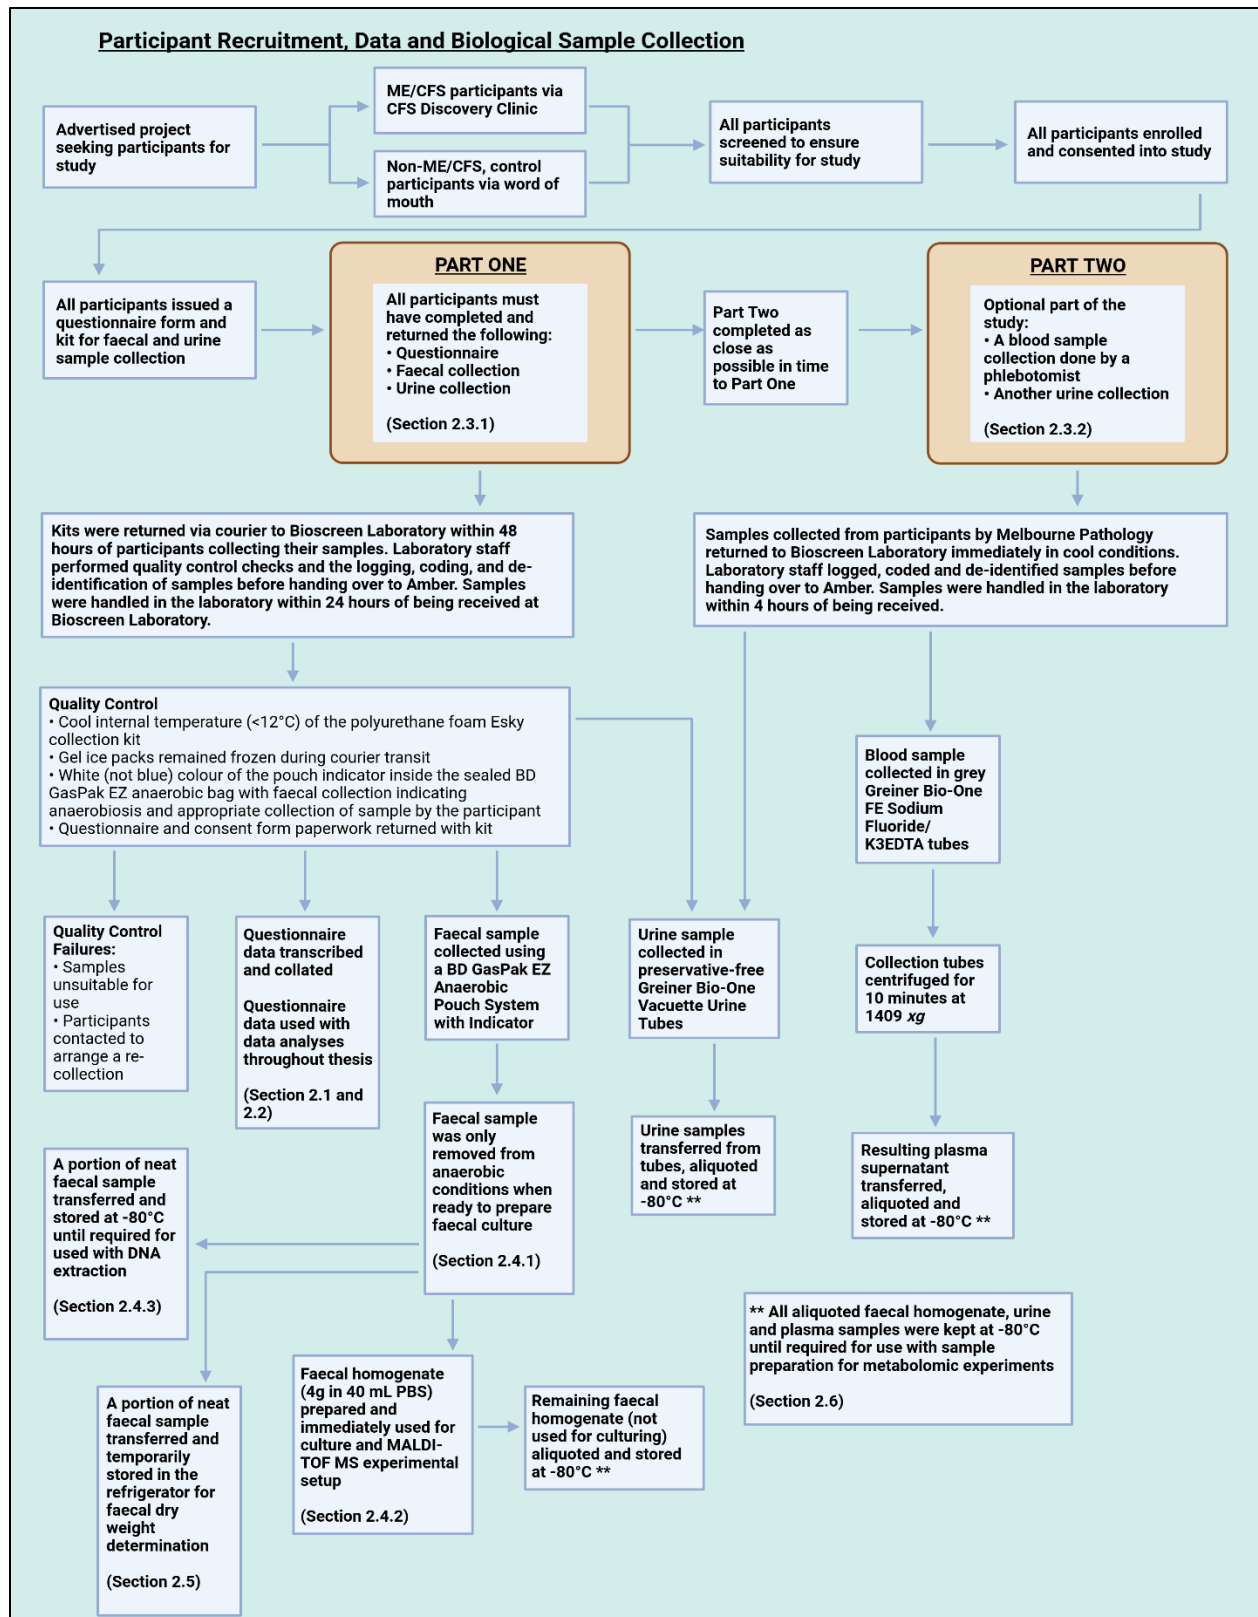 Participant Recruitment, Data and Biological Sample Collection
Advertised project
seeking participants for
study
ME/CFS participants via
CFS Discovery Clinic
Non-ME/CFS, control
participants via word of
mouth
All participants
screened to ensure
suitability for study
All participants enrolled
and consented into study
All participants issued a
questionnaire form and
kit for faecal and urine
sample collection
PART ONE
All participants must
have completed and
returned the following:
• Questionnaire
• Faecal collection
• Urine collection
(Section 2.3.1)
Part Two
completed as
close as
possible in time
to Part One
PART TWO
Optional part of the
study:
• A blood sample
collection done by a
phlebotomist
• Another urine collection
(Section 2.3.2)
Kits were returned via courier to Bioscreen Laboratory within 48
hours of participants collecting their samples. Laboratory staff
performed quality control checks and the logging, coding, and de-
identification of samples before handing over to Amber. Samples
were handled in the laboratory within 24 hours of being received at
Bioscreen Laboratory.
Samples collected from participants by Melbourne Pathology
returned to Bioscreen Laboratory immediately in cool conditions.
Laboratory staff logged, coded and de-identified samples before
handing over to Amber. Samples were handled in the laboratory
within 4 hours of being received.
Quality Control
• Cool internal temperature (<12°C) of the polyurethane foam Esky
collection kit
• Gel ice packs remained frozen during courier transit
• White (not blue) colour of the pouch indicator inside the sealed BD
GasPak EZ anaerobic bag with faecal collection indicating
anaerobiosis and appropriate collection of sample by the participant
• Questionnaire and consent form paperwork returned with kit
Blood sample
collected in grey
Greiner Bio-One
FE Sodium
Fluoride/
K3EDTA tubes
Quality Control
Failures:
• Samples
unsuitable for
use
• Participants
contacted to
arrange a re-
collection
Questionnaire
data transcribed
and collated
Questionnaire
data used with
data analyses
throughout thesis
(Section 2.1 and
2.2)
Faecal sample
collected using
a BD GasPak EZ
Anaerobic
Pouch System
with Indicator
Urine sample
collected in
preservative-free
Greiner Bio-One
Vacuette Urine
Tubes
Collection tubes
centrifuged for
10 minutes at
1409 xg
Faecal sample
was only
removed from
anaerobic
conditions when
ready to prepare
faecal culture
(Section 2.4.1)
Urine samples
transferred from
tubes, aliquoted
and stored at
-80°C **
Resulting plasma
supernatant
transferred,
aliquoted and
stored at -80°C **
A portion of neat
faecal sample
transferred and
stored at -80°C
until required for
used with DNA
extraction
(Section 2.4.3)
** All aliquoted faecal homogenate, urine
and plasma samples were kept at -80°C
until required for use with sample
preparation for metabolomic experiments
(Section 2.6)
A portion of neat
faecal sample
transferred and
temporarily
stored in the
refrigerator for
faecal dry
weight
determination
(Section 2.5)
Faecal homogenate
(4g in 40 mL PBS)
prepared and
immediately used for
culture and MALDI-
TOF MS experimental
setup
(Section 2.4.2)
Remaining faecal
homogenate (not
used for culturing)
aliquoted and stored
at -80°C **